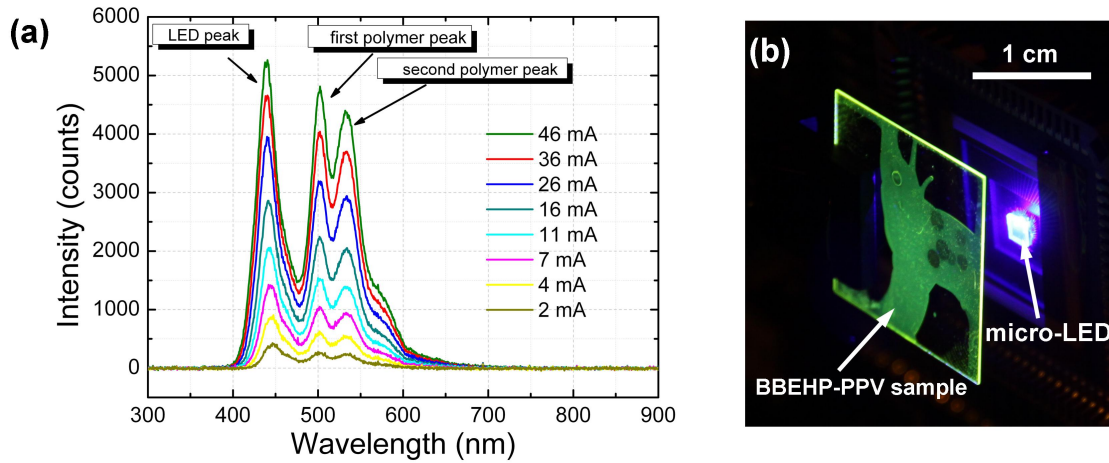 (a)
6000
5000
4000
3000
2000
1000
0
Intensity (counts)
LED peak
first polymer peak
second polymer peak
46 mA
36 mA
26 mA
16 mA
11 mA
7 mA
4 mA
2 mA
300 400 500 600 700 800 900
Wavelength (nm)
(b)
1 cm
micro-LED
BBEHP-PPV sample